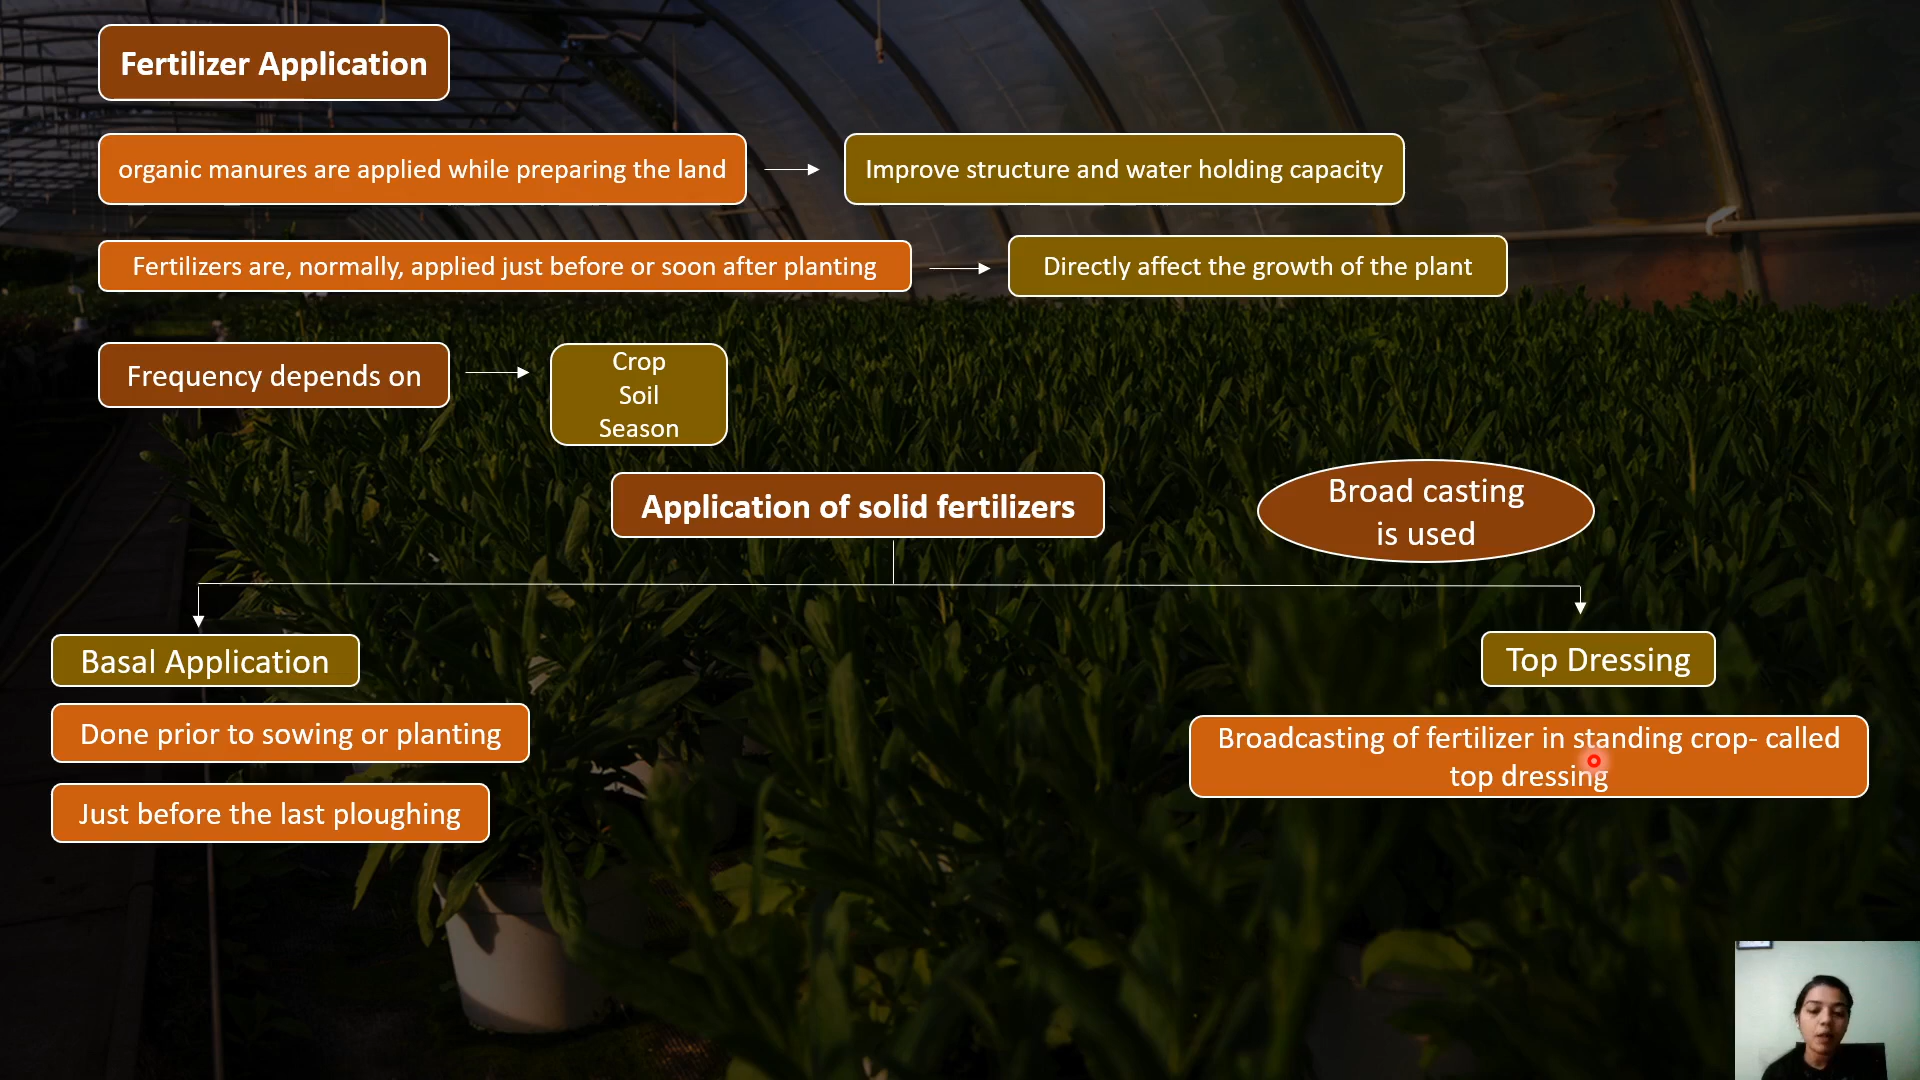 Fertilizer Application
organic manures are applied while preparing the land
Improve structure and water holding capacity
Fertilizers are, normally, applied just before or soon after planting
Directly affect the growth of the plant
Frequency depends on
Crop
Soil
Season
Application of solid fertilizers
Broad casting
is used
Basal Application
Done prior to sowing or planting
Just before the last ploughing
Top Dressing
Broadcasting of fertilizer in standing crop- called
top dressing